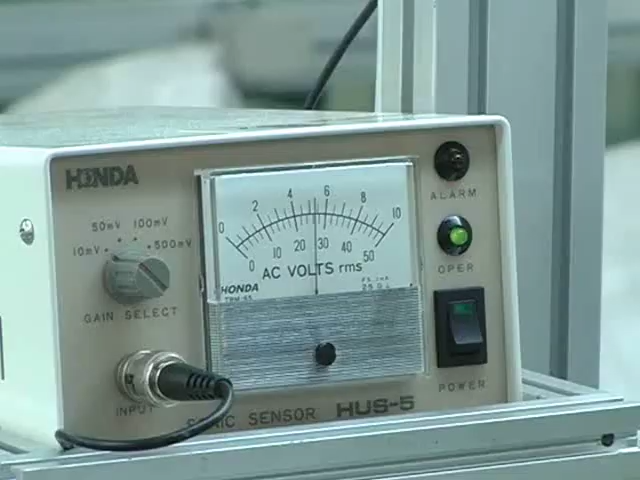 HONDA
50mV 100mV
10mV 500mV
GAIN SELECT
INPUT
0 2 4 6 8 10
0 10 20 30 40 50
AC VOLTS rms
HONDA
ALARM
OPER
POWER
SENSOR HUS-5